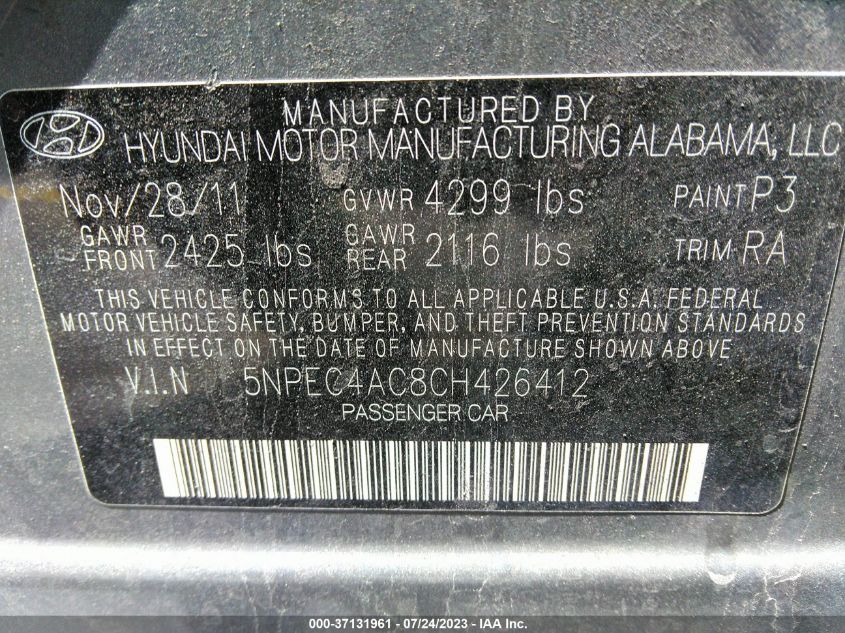 MANUFACTURED BY
HYUNDAI MOTOR MANUFACTURING ALABAMA, LLC
Nov/28/11 GVWR 4299 lbs PAINT P3
GAWR FRONT 2425 lbs GAWR REAR 2116 lbs TRIM RA
THIS VEHICLE CONFORMS TO ALL APPLICABLE U.S.A. FEDERAL
MOTOR VEHICLE SAFETY, BUMPER, AND THEFT PREVENTION STANDARDS
IN EFFECT ON THE DATE OF MANUFACTURE SHOWN ABOVE
V.I.N 5NPEC4AC8CH426412
PASSENGER CAR
000-37131961 - 07/24/2023 - IAA Inc.